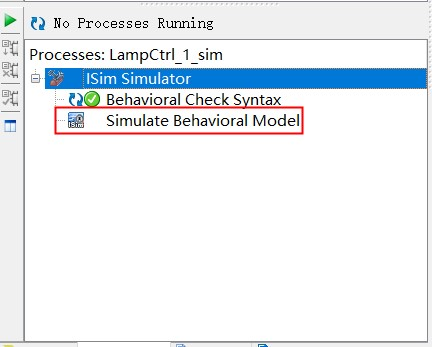 No Processes Running
Processes: LampCtrl_1_sim
ISim Simulator
Behavioral Check Syntax
Simulate Behavioral Model